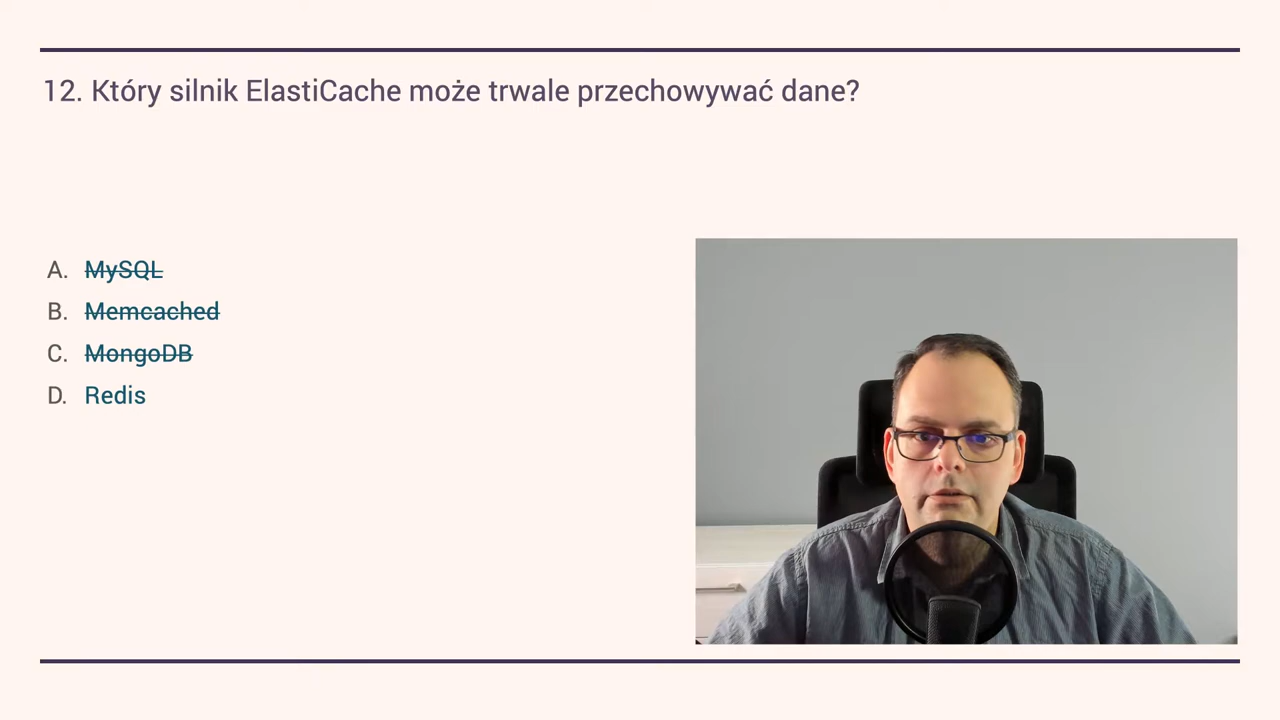 12. Który silnik ElastiCache może trwale przechowywać dane?
A. MySQL
B. Memcached
C. MongoDB
D. Redis